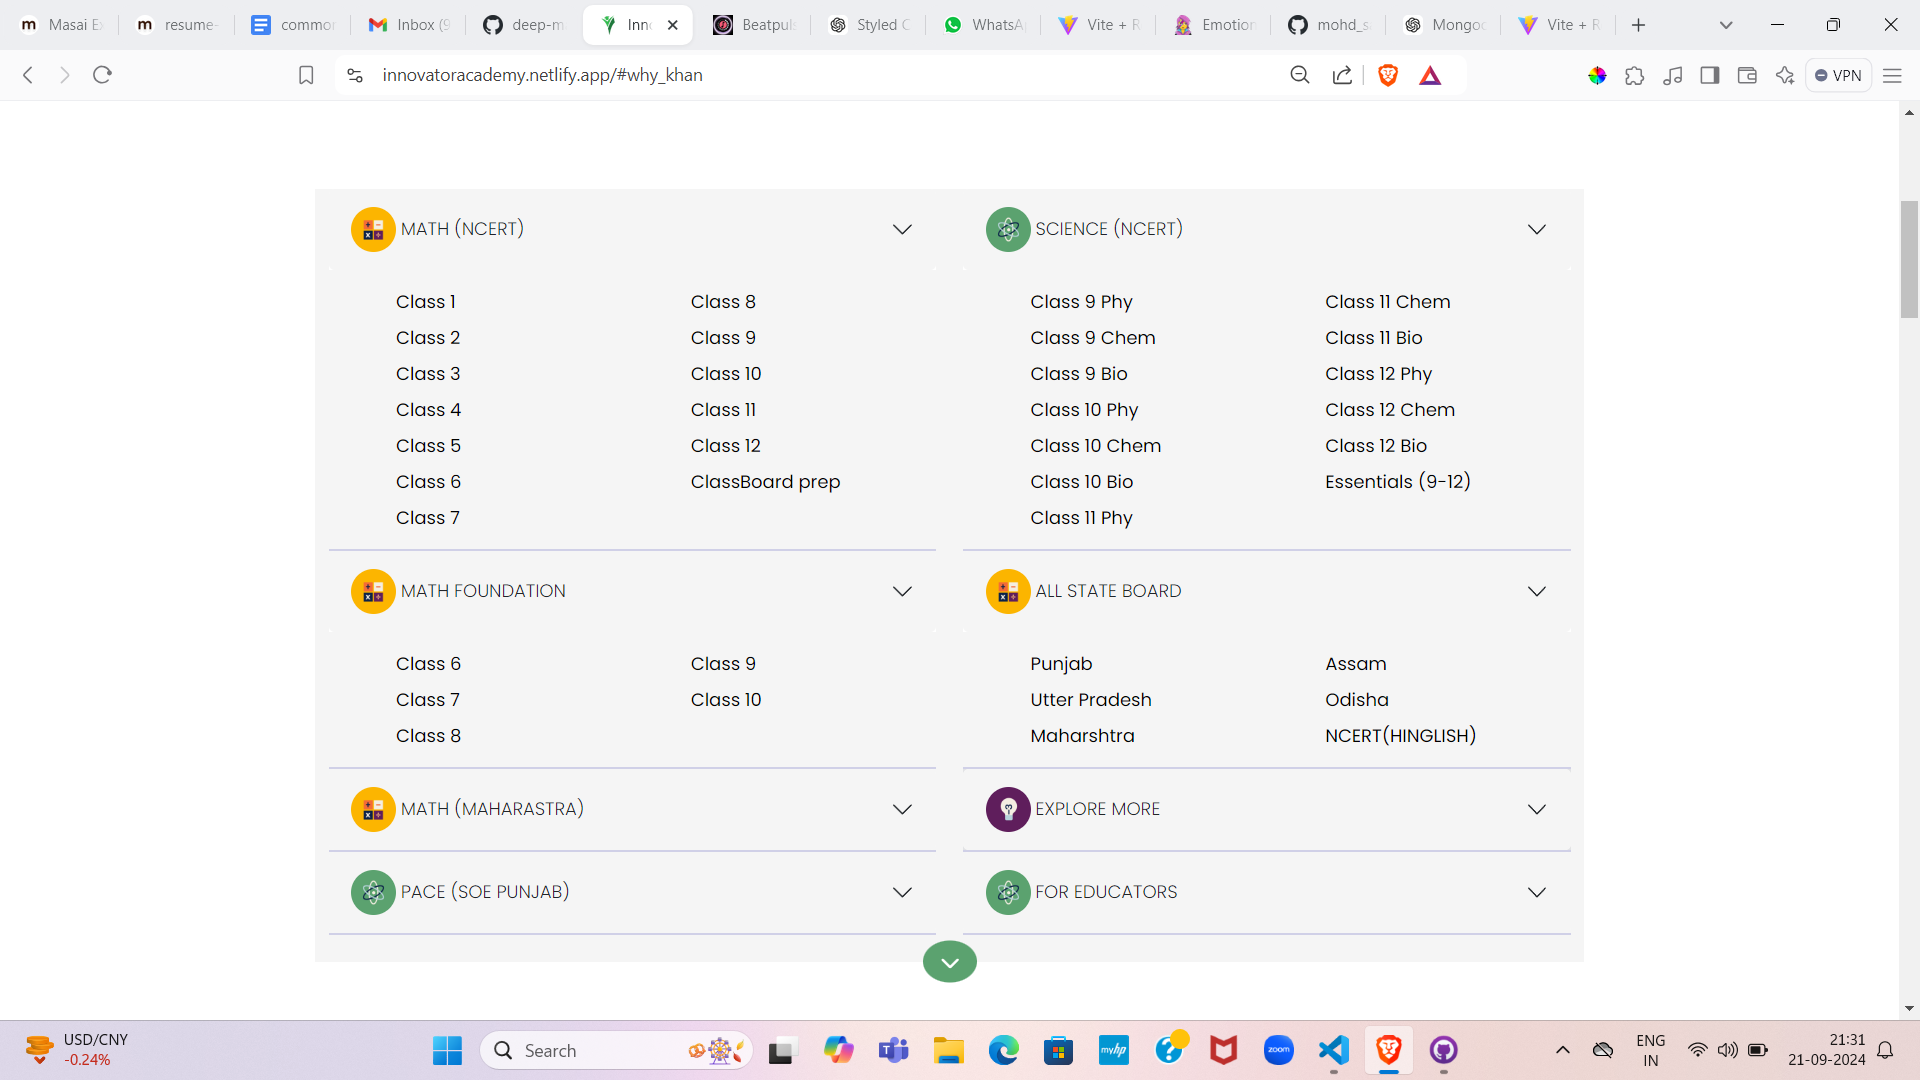 Masai Ex
resume-
common
Inbox (9
deep-m
Inn
Beatpuls
Styled C
WhatsA
Vite + R
Emotion
mohd_s
Mongoo
Vite + R
innovatoracademy.netlify.app/#why_khan
VPN
MATH (NCERT)
Class 1
Class 2
Class 3
Class 4
Class 5
Class 6
Class 7
Class 8
Class 9
Class 10
Class 11
Class 12
ClassBoard prep
SCIENCE (NCERT)
Class 9 Phy
Class 9 Chem
Class 9 Bio
Class 10 Phy
Class 10 Chem
Class 10 Bio
Class 11 Phy
Class 11 Chem
Class 11 Bio
Class 12 Phy
Class 12 Chem
Class 12 Bio
Essentials (9-12)
MATH FOUNDATION
Class 6
Class 7
Class 8
Class 9
Class 10
ALL STATE BOARD
Punjab
Utter Pradesh
Maharshtra
Assam
Odisha
NCERT(HINGLISH)
MATH (MAHARASTRA)
EXPLORE MORE
PACE (SOE PUNJAB)
FOR EDUCATORS
USD/CNY
-0.24%
Search
myhp
zoom
ENG
IN
21:31
21-09-2024